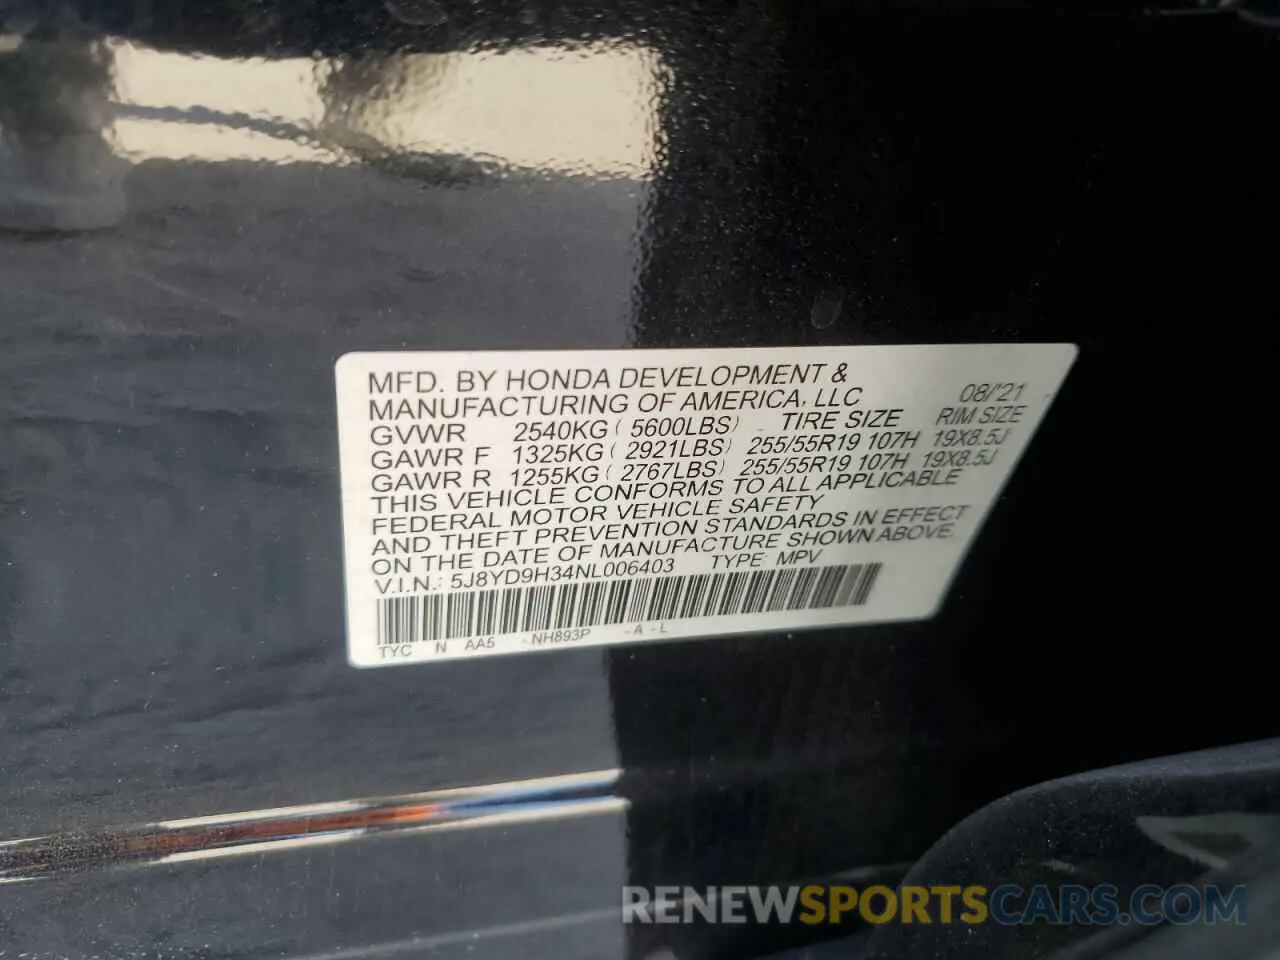 MFD. BY HONDA DEVELOPMENT &
MANUFACTURING OF AMERICA, LLC 08/'21
GVWR 2540KG ( 5600LBS) TIRE SIZE RIM SIZE
GAWR F 1325KG ( 2921LBS) 255/55R19 107H 19X8.5J
GAWR R 1255KG ( 2767LBS) 255/55R19 107H 19X8.5J
THIS VEHICLE CONFORMS TO ALL APPLICABLE
FEDERAL MOTOR VEHICLE SAFETY
AND THEFT PREVENTION STANDARDS IN EFFECT
ON THE DATE OF MANUFACTURE SHOWN ABOVE.
V.I.N.: 5J8YD9H34NL006403 TYPE: MPV
TYC N AA5 -NH893P -A -L
RENEWSPORTSCARS.COM